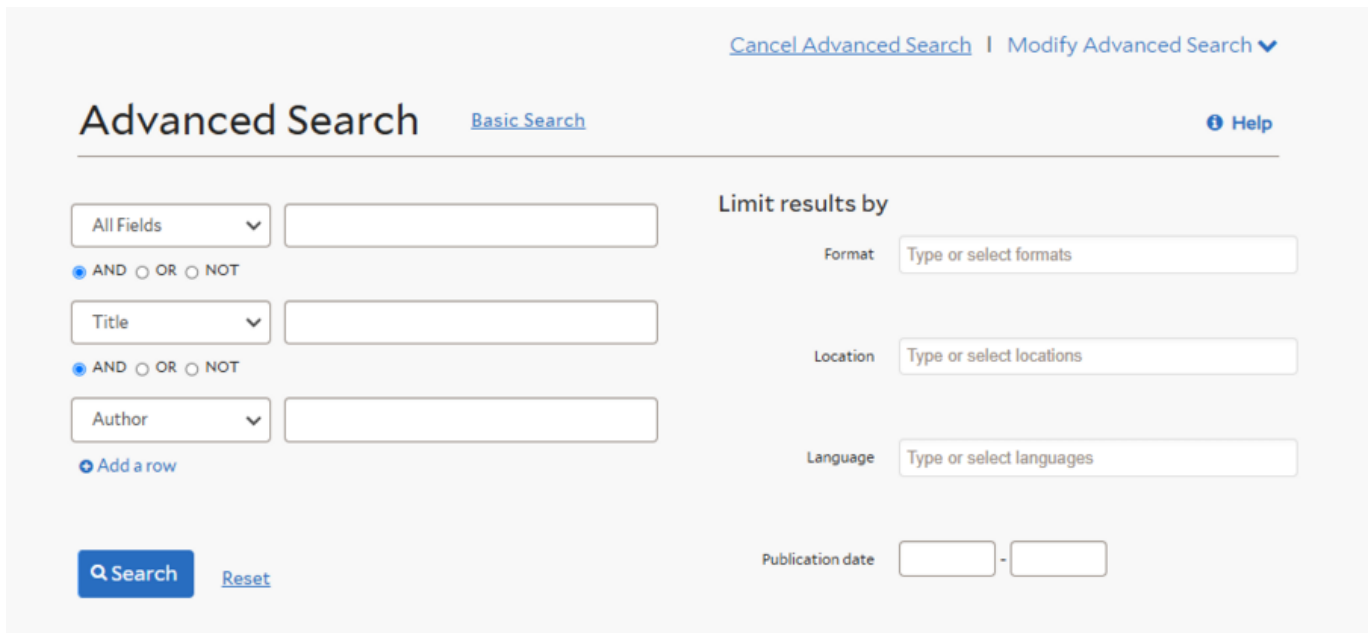 Cancel Advanced Search | Modify Advanced Search
Advanced Search Basic Search Help
All Fields
AND OR NOT
Title
AND OR NOT
Author
Add a row
Search Reset
Limit results by
Format Type or select formats
Location Type or select locations
Language Type or select languages
Publication date -